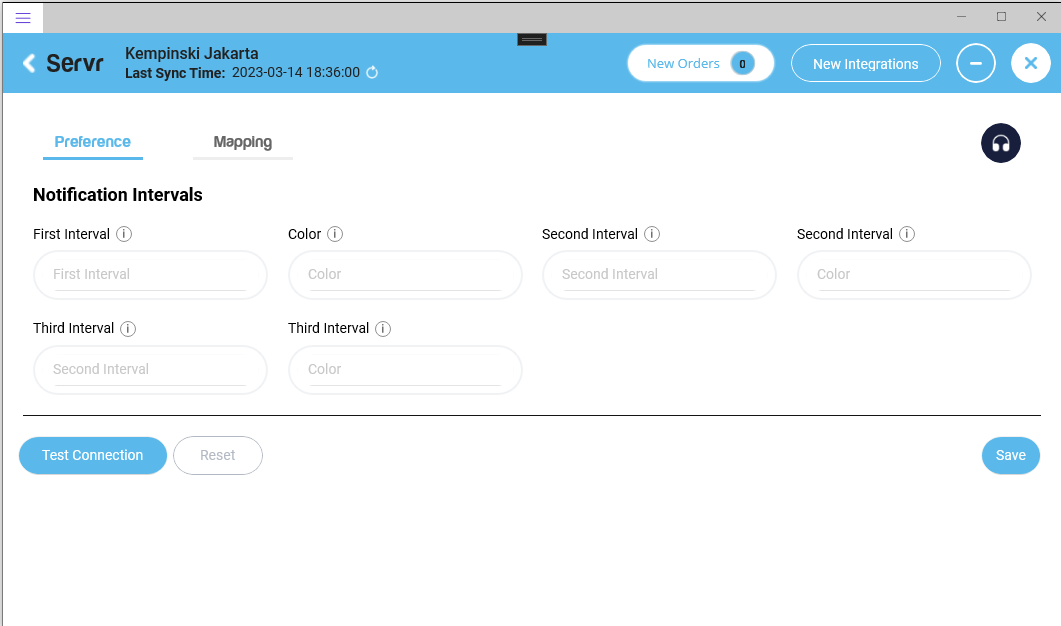 Servr
Kempinski Jakarta
Last Sync Time: 2023-03-14 18:36:00
New Orders 0
New Integrations
Preference
Mapping
Notification Intervals
First Interval
Color
Second Interval
Second Interval
First Interval
Color
Second Interval
Color
Third Interval
Third Interval
Second Interval
Color
Test Connection
Reset
Save